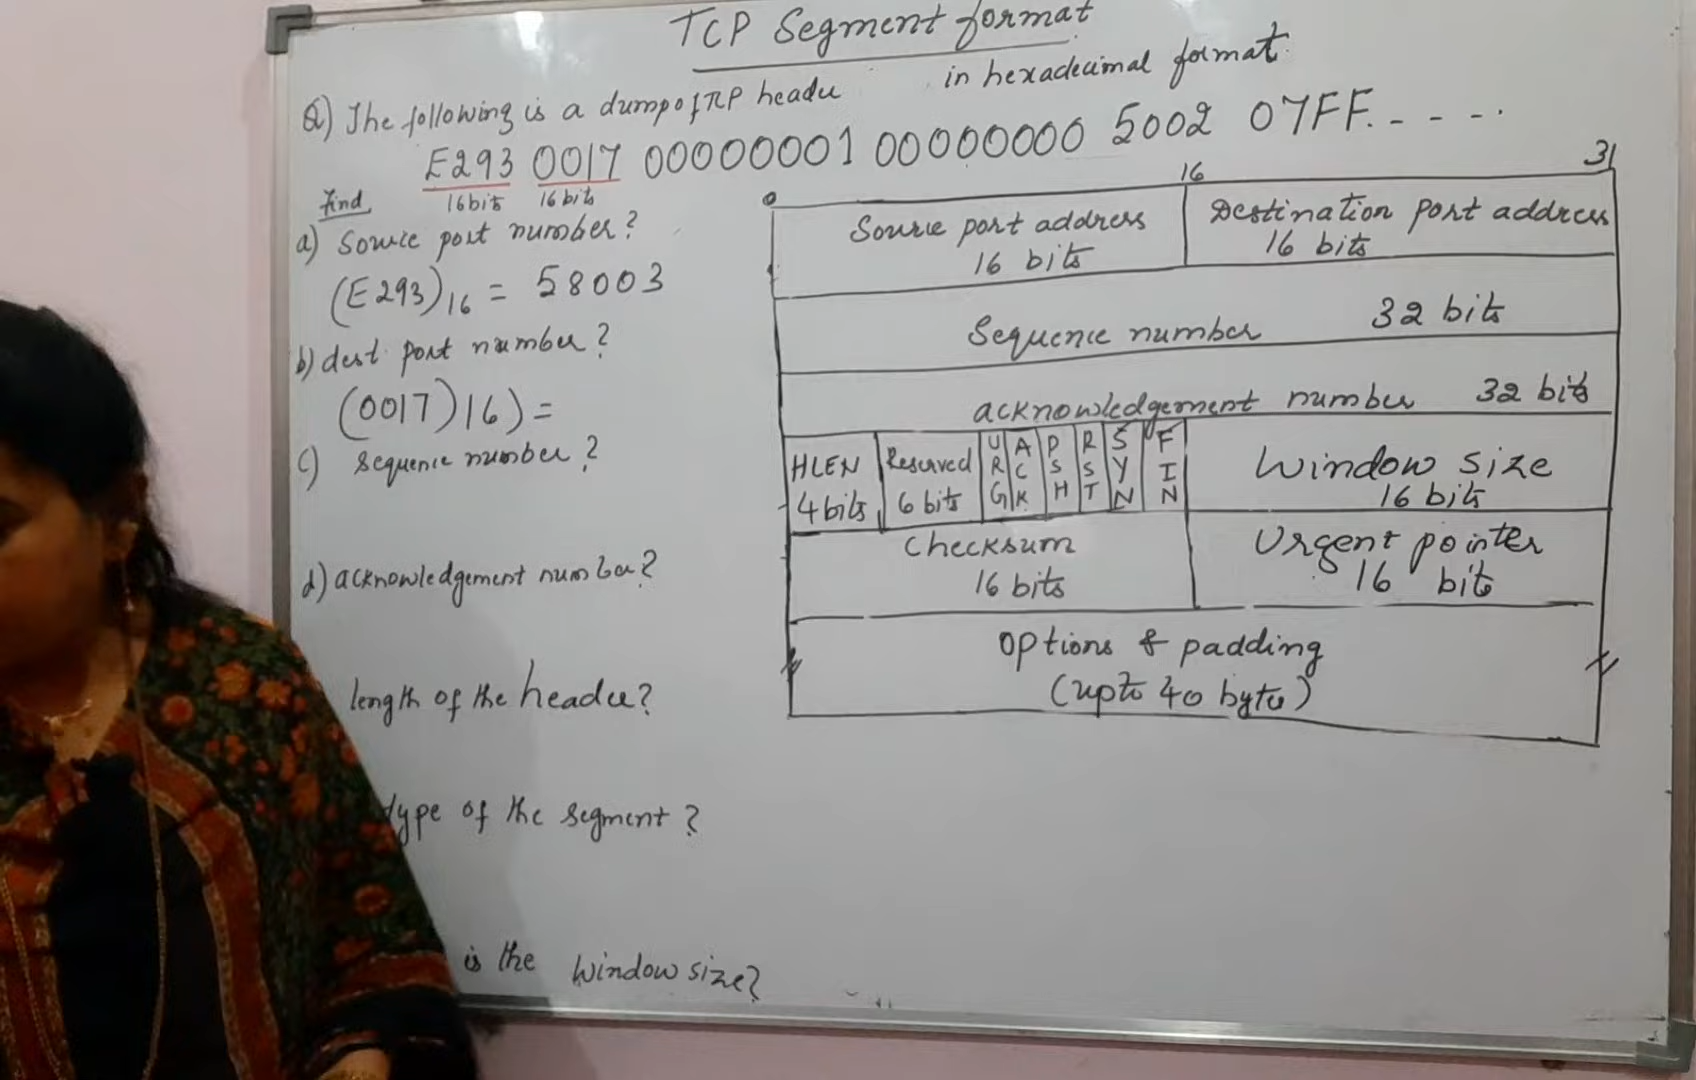 TCP Segment format
Q) The following is a dump of TCP header in hexadecimal format
E293 0017 00000001 00000000 5002 07FF.----.
16bits 16 bits
Find
a) Source port number?
(E293)16 = 58003
b) dest. port number?
(0017)16) =
c) sequence number?
d) acknowledgement number?
length of the header?
type of the segment?
is the window size?
0 16 31
Source port address
16 bits
Destination port address
16 bits
Sequence number 32 bits
acknowledgement number 32 bits
HLEN
4 bits
Reserved
6 bits
URG
ACK
PSH
RST
SYN
FIN
Window size
16 bits
Checksum
16 bits
Urgent pointer
16 bits
Options & padding
(upto 40 bytes)